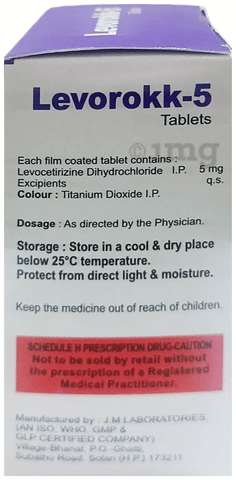 Levorokk-5
Tablets
1mg
Each film coated tablet contains :
Levocetirizine Dihydrochloride I.P. 5 mg
Excipients q.s.
Colour : Titanium Dioxide I.P.
Dosage : As directed by the Physician.
Storage : Store in a cool & dry place
below 25°C temperature.
Protect from direct light & moisture.
Keep the medicine out of reach of children.
SCHEDULE H PRESCRIPTION DRUG-CAUTION
Not to be sold by retail without
the prescription of a Registered
Medical Practitioner.
Manufactured by : J.M.LABORATORIES
(AN ISO, WHO, GMP &
GLP CERTIFIED COMPANY)
Village-Bhanat, P.O.-Ghatti,
Subathu Road, Solan (H.P.) 173211